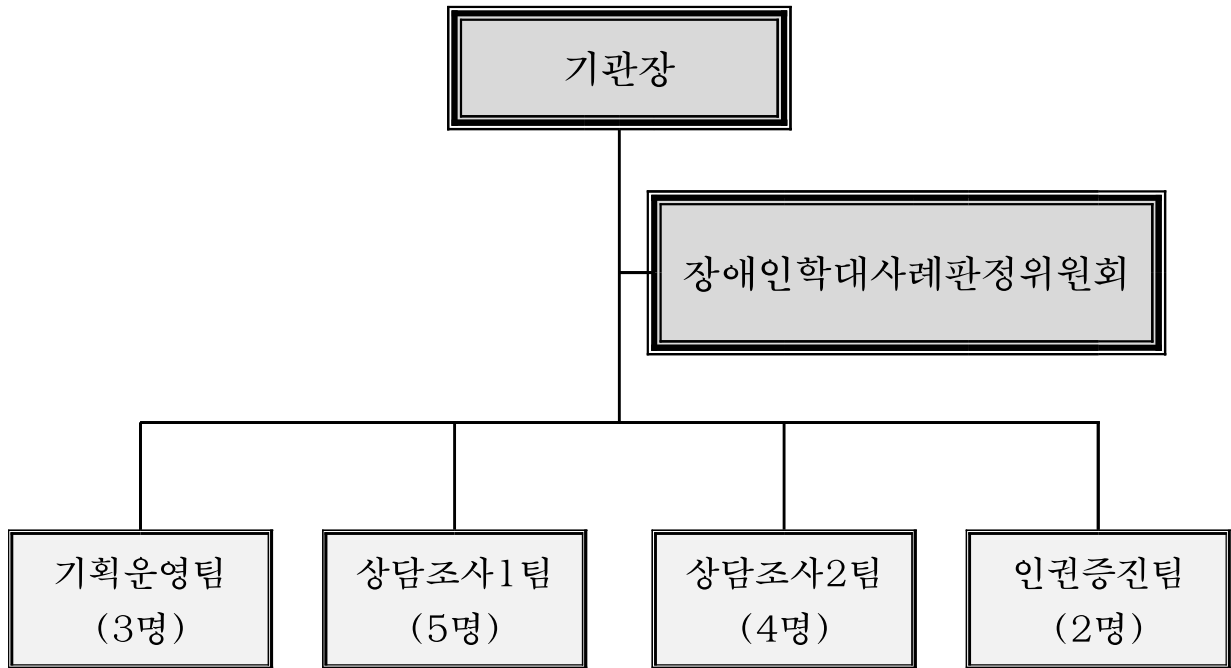 기관장
장애인학대사례판정위원회
기획운영팀
(3명)
상담조사1팀
(5명)
상담조사2팀
(4명)
인권증진팀
(2명)